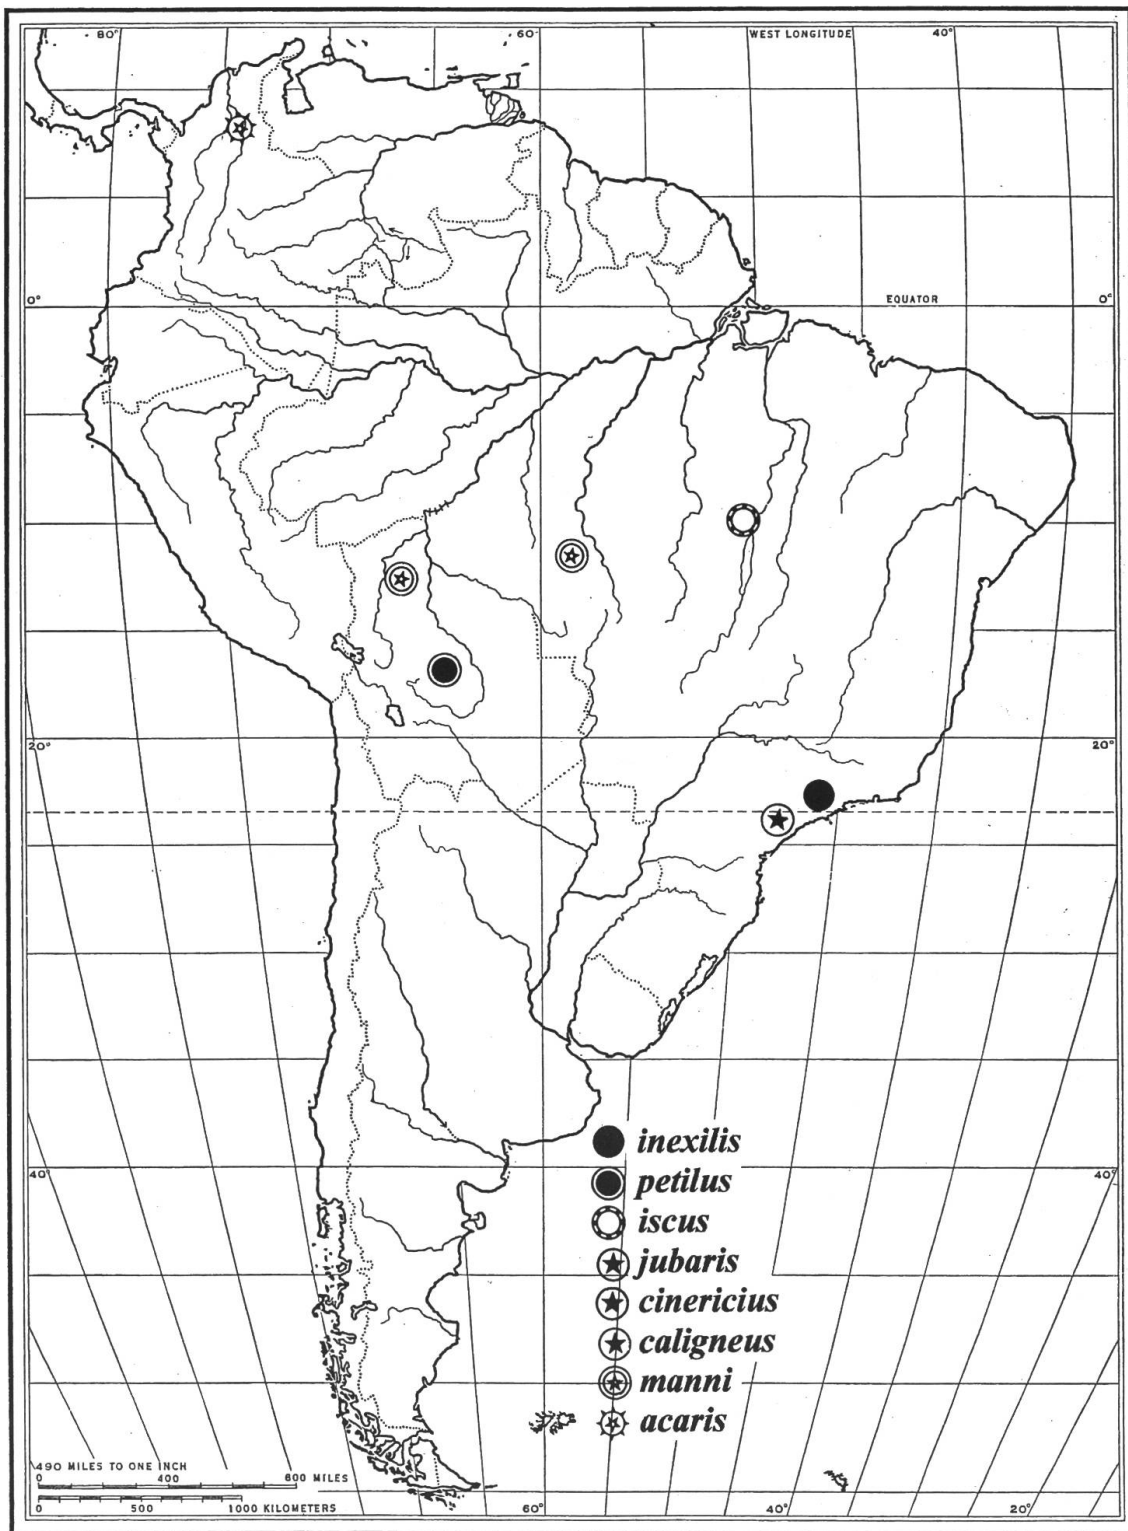 80° 60° WEST LONGITUDE 40°
0° EQUATOR 0°
20° 20°
inexilis
petilus
40° 40°
iscus
jubaris
cinericius
caligneus
manni
acaris
490 MILES TO ONE INCH
0 400 800 MILES
0 500 1000 KILOMETERS
60° 40° 20°